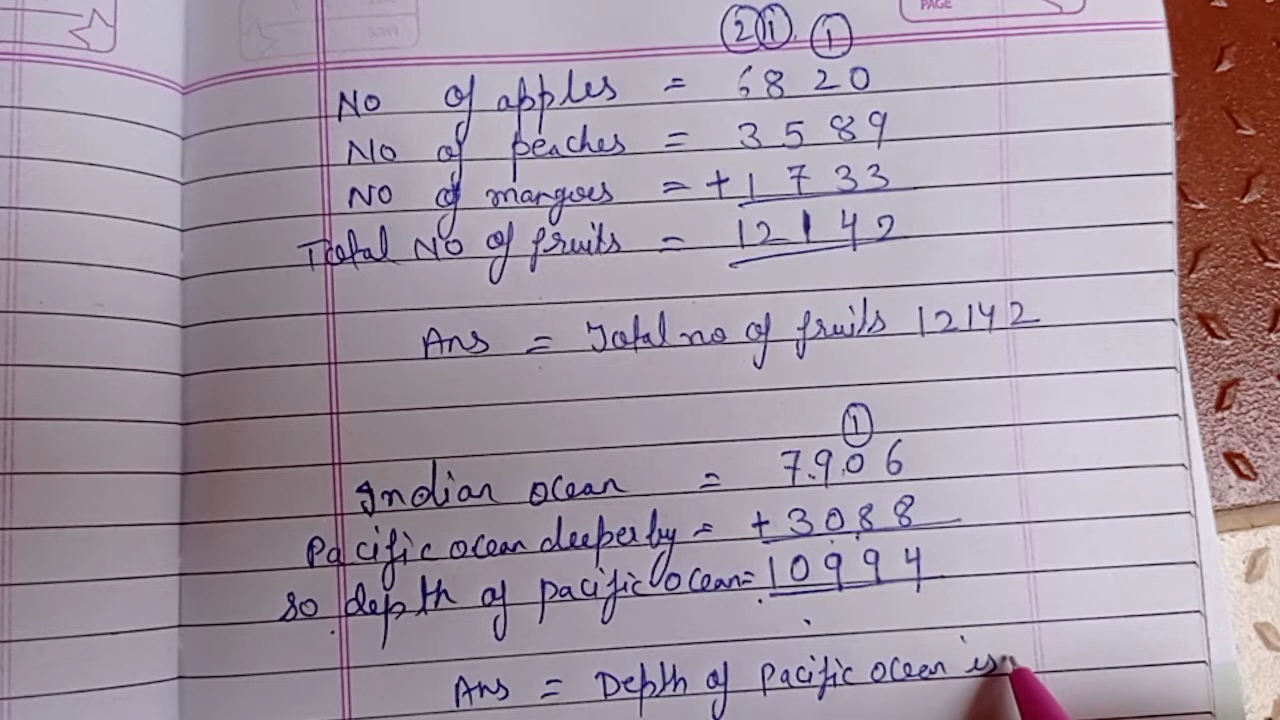 PAGE
2 1 1
No of apples = 6820
No of peaches = 3589
No of mangoes = + 1733
Total No of fruits = 12142
Ans = Total no of fruits 12142
1
Indian ocean = 7906
Pacific ocean deeper by = + 3088
so depth of pacific ocean = 10994
Ans = Depth of pacific ocean is